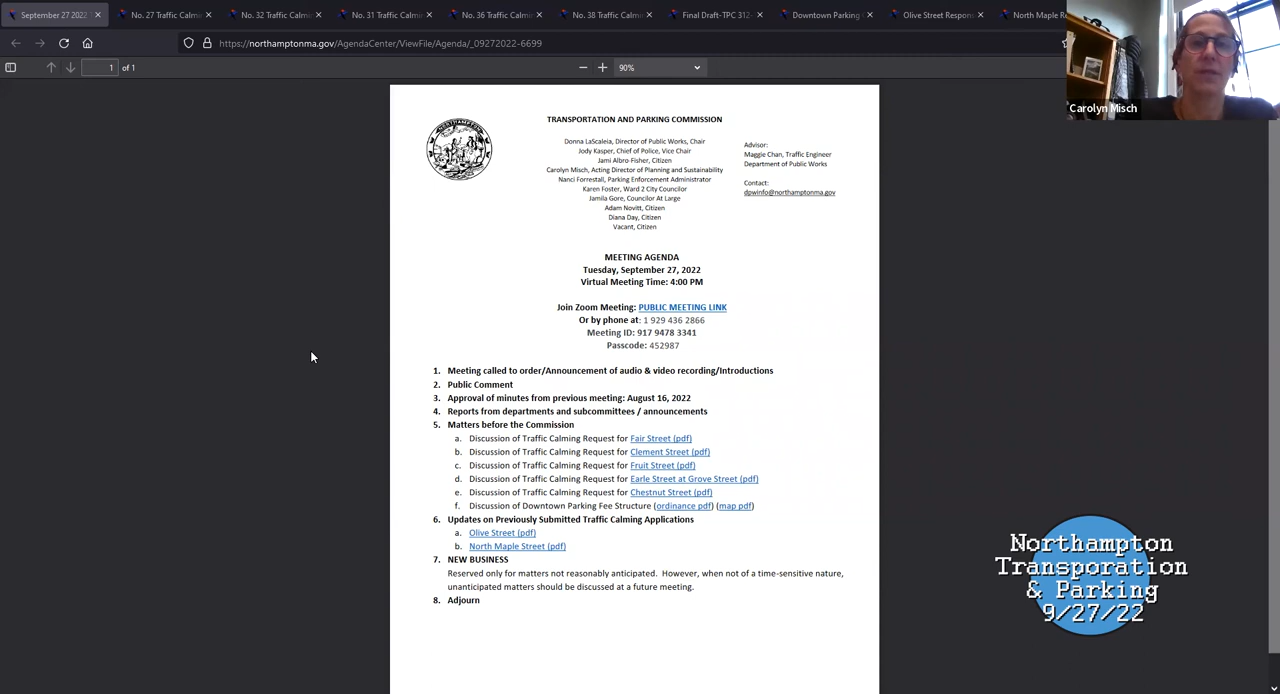 September 27 2022
No. 27 Traffic Calmi
No. 32 Traffic Calmi
No. 31 Traffic Calmi
No. 36 Traffic Calmi
No. 38 Traffic Calmi
Final Draft-TPC 312-
Downtown Parking
Olive Street Respon
North Maple R
https://northamptonma.gov/AgendaCenter/ViewFile/Agenda/_09272022-6699
1 of 1
90%
Carolyn Misch
NORTHAMPTON
TRANSPORTATION AND PARKING COMMISSION
Donna LaScaleia, Director of Public Works, Chair
Jody Kasper, Chief of Police, Vice Chair
Jami Albro-Fisher, Citizen
Carolyn Misch, Acting Director of Planning and Sustainability
Nanci Forrestall, Parking Enforcement Administrator
Karen Foster, Ward 2 City Councilor
Jamila Gore, Councilor At Large
Adam Novitt, Citizen
Diana Day, Citizen
Vacant, Citizen
Advisor:
Maggie Chan, Traffic Engineer
Department of Public Works
Contact:
dpwinfo@northamptonma.gov
MEETING AGENDA
Tuesday, September 27, 2022
Virtual Meeting Time: 4:00 PM
Join Zoom Meeting: PUBLIC MEETING LINK
Or by phone at: 1 929 436 2866
Meeting ID: 917 9478 3341
Passcode: 452987
1. Meeting called to order/Announcement of audio & video recording/Introductions
2. Public Comment
3. Approval of minutes from previous meeting: August 16, 2022
4. Reports from departments and subcommittees / announcements
5. Matters before the Commission
a. Discussion of Traffic Calming Request for Fair Street (pdf)
b. Discussion of Traffic Calming Request for Clement Street (pdf)
c. Discussion of Traffic Calming Request for Fruit Street (pdf)
d. Discussion of Traffic Calming Request for Earle Street at Grove Street (pdf)
e. Discussion of Traffic Calming Request for Chestnut Street (pdf)
f. Discussion of Downtown Parking Fee Structure (ordinance pdf) (map pdf)
6. Updates on Previously Submitted Traffic Calming Applications
a. Olive Street (pdf)
b. North Maple Street (pdf)
7. NEW BUSINESS
Reserved only for matters not reasonably anticipated. However, when not of a time-sensitive nature,
unanticipated matters should be discussed at a future meeting.
8. Adjourn
Northampton
Transporation
& Parking
9/27/22